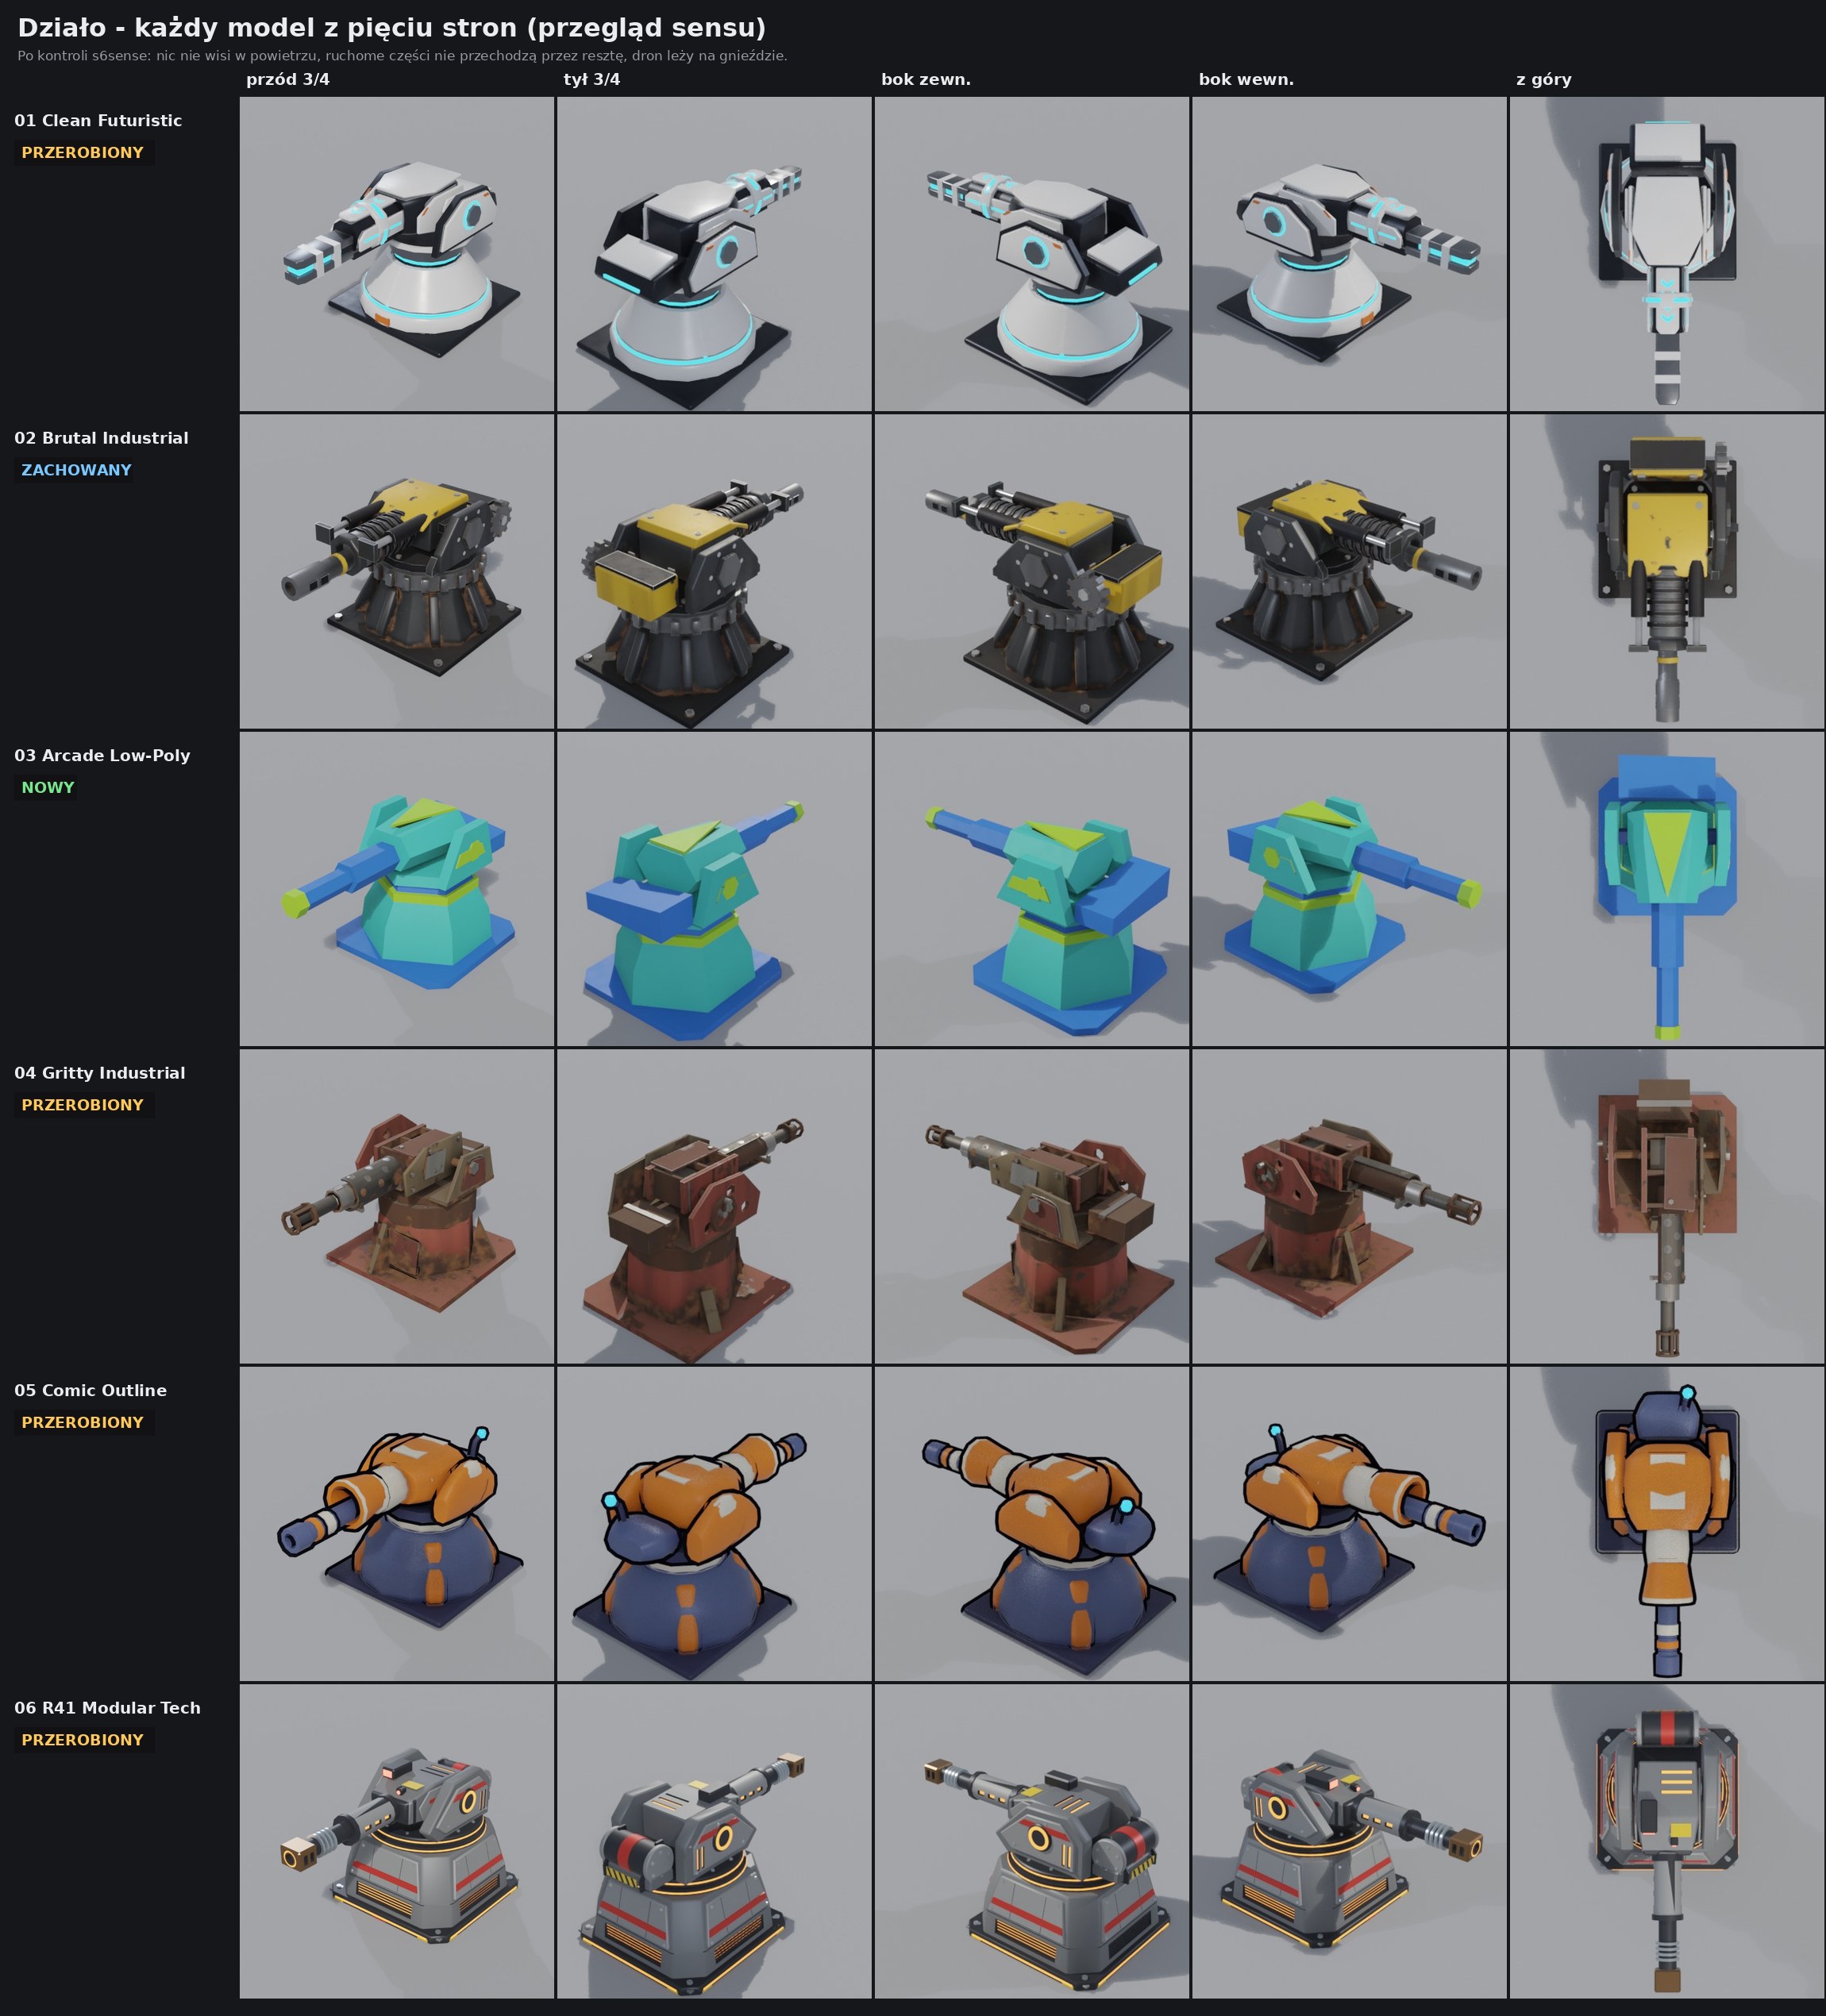 Działo - każdy model z pięciu stron (przegląd sensu)
Po kontroli s6sense: nic nie wisi w powietrzu, ruchome części nie przechodzą przez resztę, dron leży na gnieździe.
przód 3/4 tył 3/4 bok zewn. bok wewn. z góry
01 Clean Futuristic
PRZEROBIONY
02 Brutal Industrial
ZACHOWANY
03 Arcade Low-Poly
NOWY
04 Gritty Industrial
PRZEROBIONY
05 Comic Outline
PRZEROBIONY
06 R41 Modular Tech
PRZEROBIONY